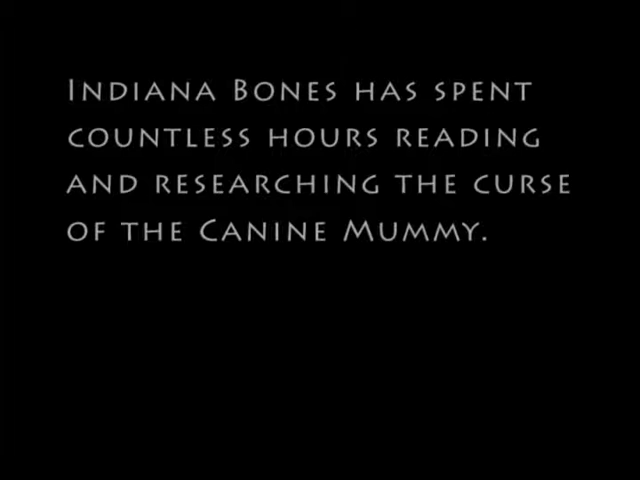 Indiana Bones has spent
countless hours reading
and researching the curse
of the Canine Mummy.